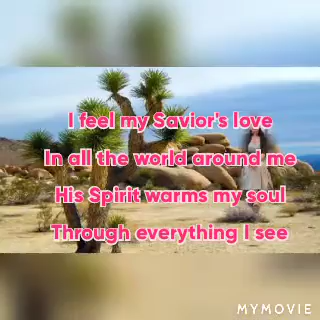 I feel my Savior's love
In all the world around me
His Spirit warms my soul
Through everything I see
MYMOVIE